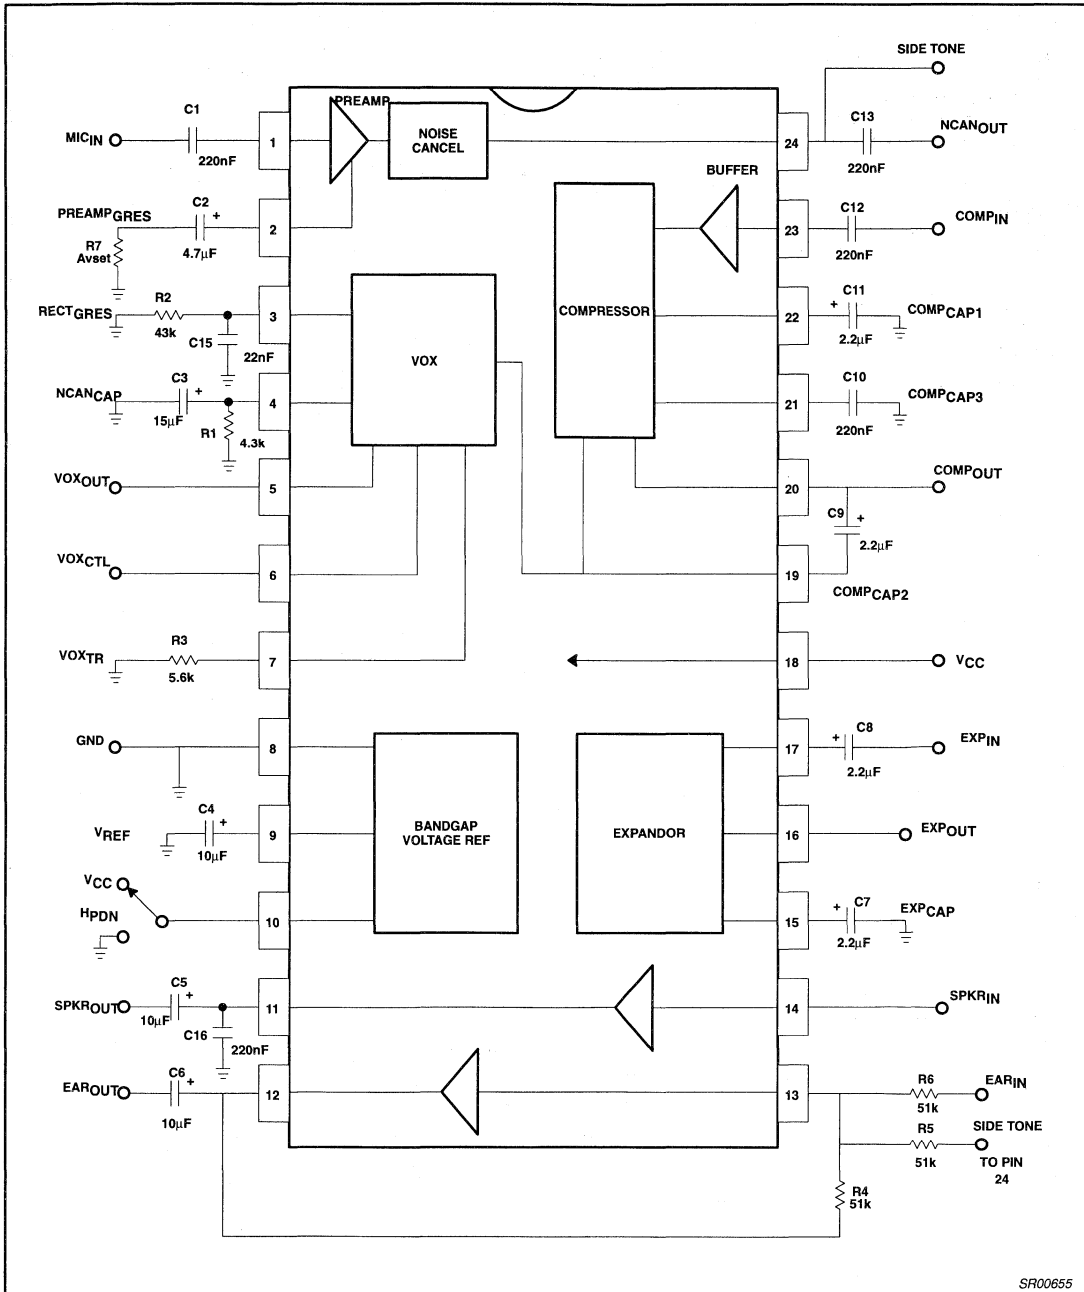 SIDE TONE
C1
PREAMP
C13
NCANOUT
MICIN
1
NOISE
CANCEL
24
220nF
220nF
BUFFER
PREAMPGRES
C2
+
C12
COMPIN
2
23
R7
Avset
4.7μF
220nF
RECTGRES
R2
C11
+
COMPCAP1
3
COMPRESSOR
22
43k
C15
22nF
VOX
2.2μF
NCANCAP
C3
+
C10
COMPCAP3
4
21
15μF
R1
4.3k
220nF
VOXOUT
5
20
COMPOUT
C9
+
2.2μF
VOXCTL
6
19
COMPCAP2
VOXTR
R3
7
18
VCC
5.6k
GND
8
17
+
C8
EXPIN
2.2μF
C4
+
VREF
9
BANDGAP
VOLTAGE REF
EXPANDOR
16
EXPOUT
10μF
VCC
HPDN
10
15
+
C7
EXPCAP
2.2μF
C5
+
SPKROUT
11
14
SPKRIN
10μF
C16
220nF
C6
+
EAROUT
12
13
R6
EARIN
10μF
51k
R5
SIDE TONE
51k
TO PIN
24
R4
51k
SR00655